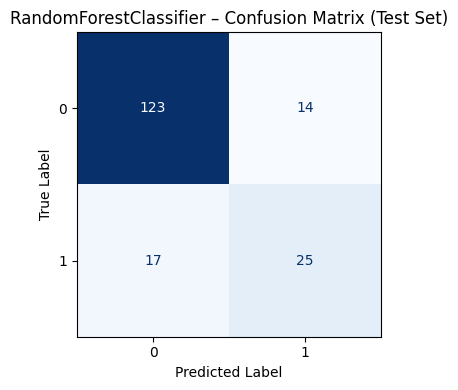 RandomForestClassifier – Confusion Matrix (Test Set)
True Label
0
123
14
1
17
25
0
1
Predicted Label